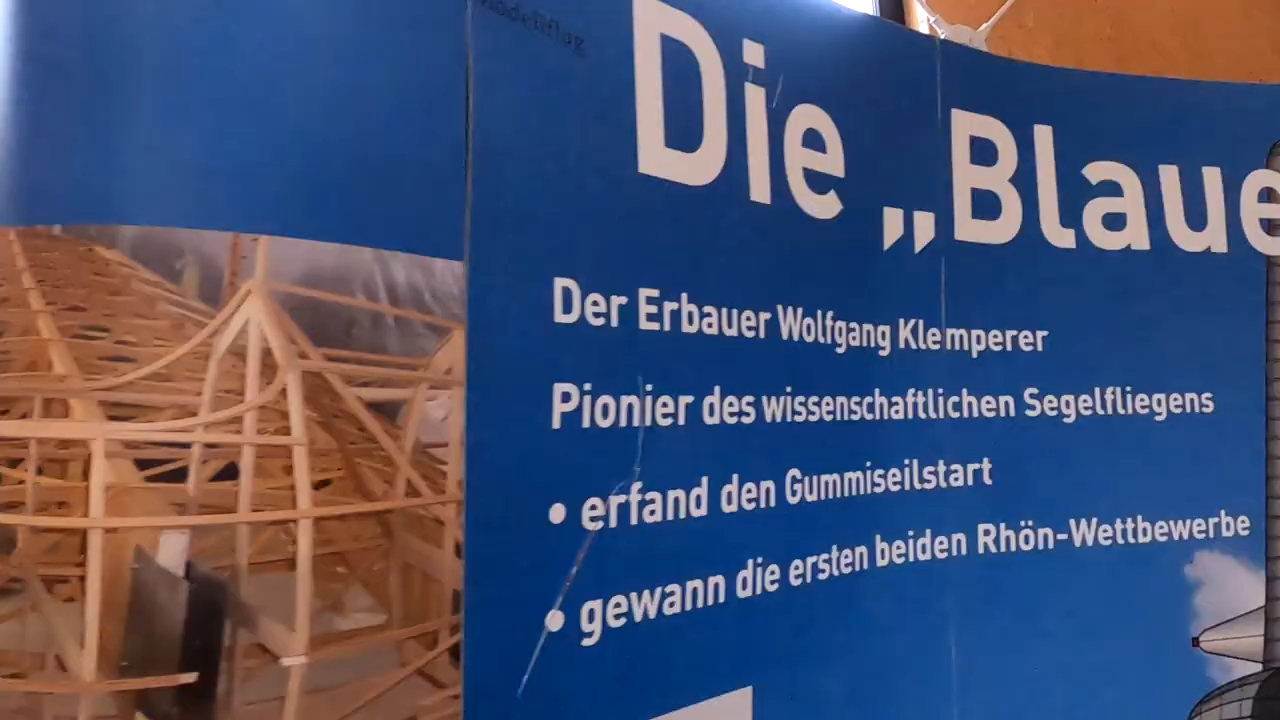 Modellflug
Die „Blaue
Der Erbauer Wolfgang Klemperer
Pionier des wissenschaftlichen Segelfliegens
• erfand den Gummiseilstart
• gewann die ersten beiden Rhön-Wettbewerbe